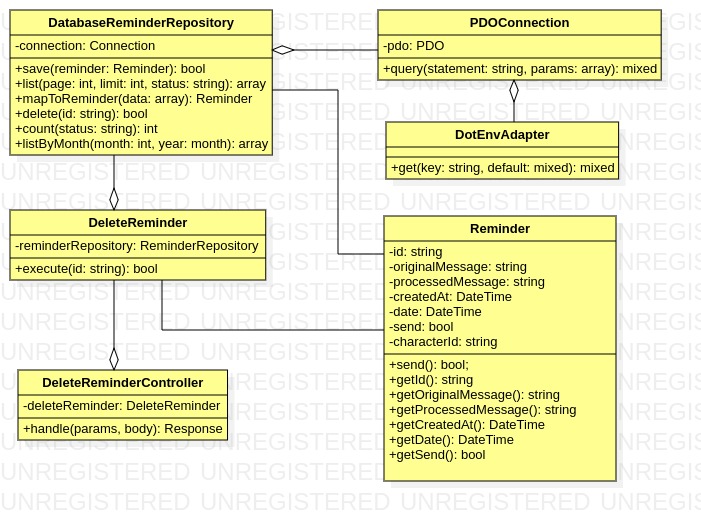 DatabaseReminderRepository
-connection: Connection
+save(reminder: Reminder): bool
+list(page: int, limit: int, status: string): array
+mapToReminder(data: array): Reminder
+delete(id: string): bool
+count(status: string): int
+listByMonth(month: int, year: month): array
PDOConnection
-pdo: PDO
+query(statement: string, params: array): mixed
DotEnvAdapter
+get(key: string, default: mixed): mixed
DeleteReminder
-reminderRepository: ReminderRepository
+execute(id: string): bool
Reminder
-id: string
-originalMessage: string
-processedMessage: string
-createdAt: DateTime
-date: DateTime
-send: bool
-characterId: string
+send(): bool;
+getId(): string
+getOriginalMessage(): string
+getProcessedMessage(): string
+getCreatedAt(): DateTime
+getDate(): DateTime
+getSend(): bool
DeleteReminderController
-deleteReminder: DeleteReminder
+handle(params, body): Response
UNREGISTERED UNREGISTERED UNREGISTERED UNREGIS